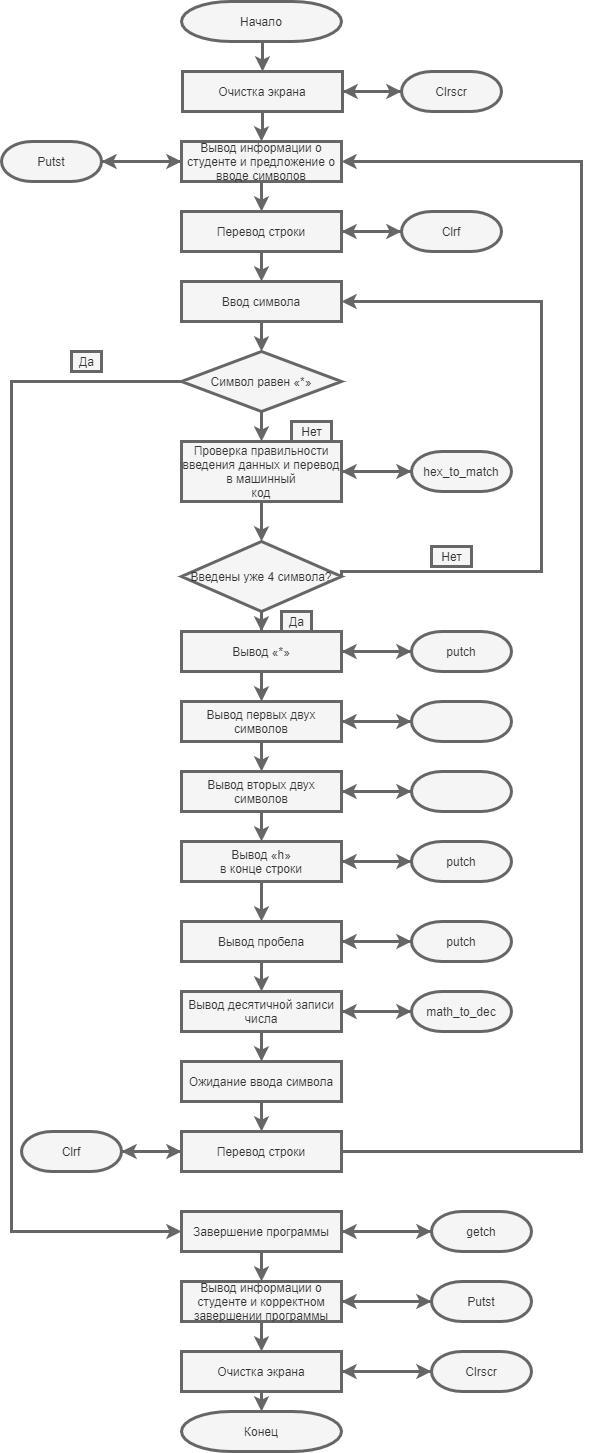 Начало
Очистка экрана
Clrscr
Вывод информации о
студенте и предложение о
вводе символов
Putst
Перевод строки
Clrf
Ввод символа
Да
Символ равен «*»
Нет
Проверка правильности
введения данных и перевод
в машинный
код
hex_to_match
Введены уже 4 символа?
Нет
Да
Вывод «*»
putch
Вывод первых двух
символов
Вывод вторых двух
символов
Вывод «h»
в конце строки
putch
Вывод пробела
putch
Вывод десятичной записи
числа
math_to_dec
Ожидание ввода символа
Clrf
Перевод строки
Завершение программы
getch
Вывод информации о
студенте и корректном
завершении программы
Putst
Очистка экрана
Clrscr
Конец